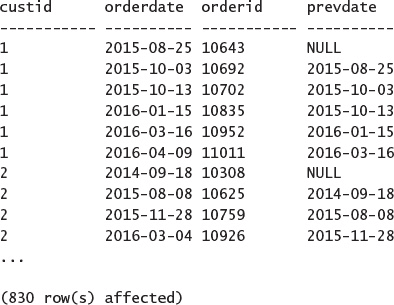 custid orderdate orderid prevdate
----------- ---------- ----------- ----------
1 2015-08-25 10643 NULL
1 2015-10-03 10692 2015-08-25
1 2015-10-13 10702 2015-10-03
1 2016-01-15 10835 2015-10-13
1 2016-03-16 10952 2016-01-15
1 2016-04-09 11011 2016-03-16
2 2014-09-18 10308 NULL
2 2015-08-08 10625 2014-09-18
2 2015-11-28 10759 2015-08-08
2 2016-03-04 10926 2015-11-28
...
(830 row(s) affected)